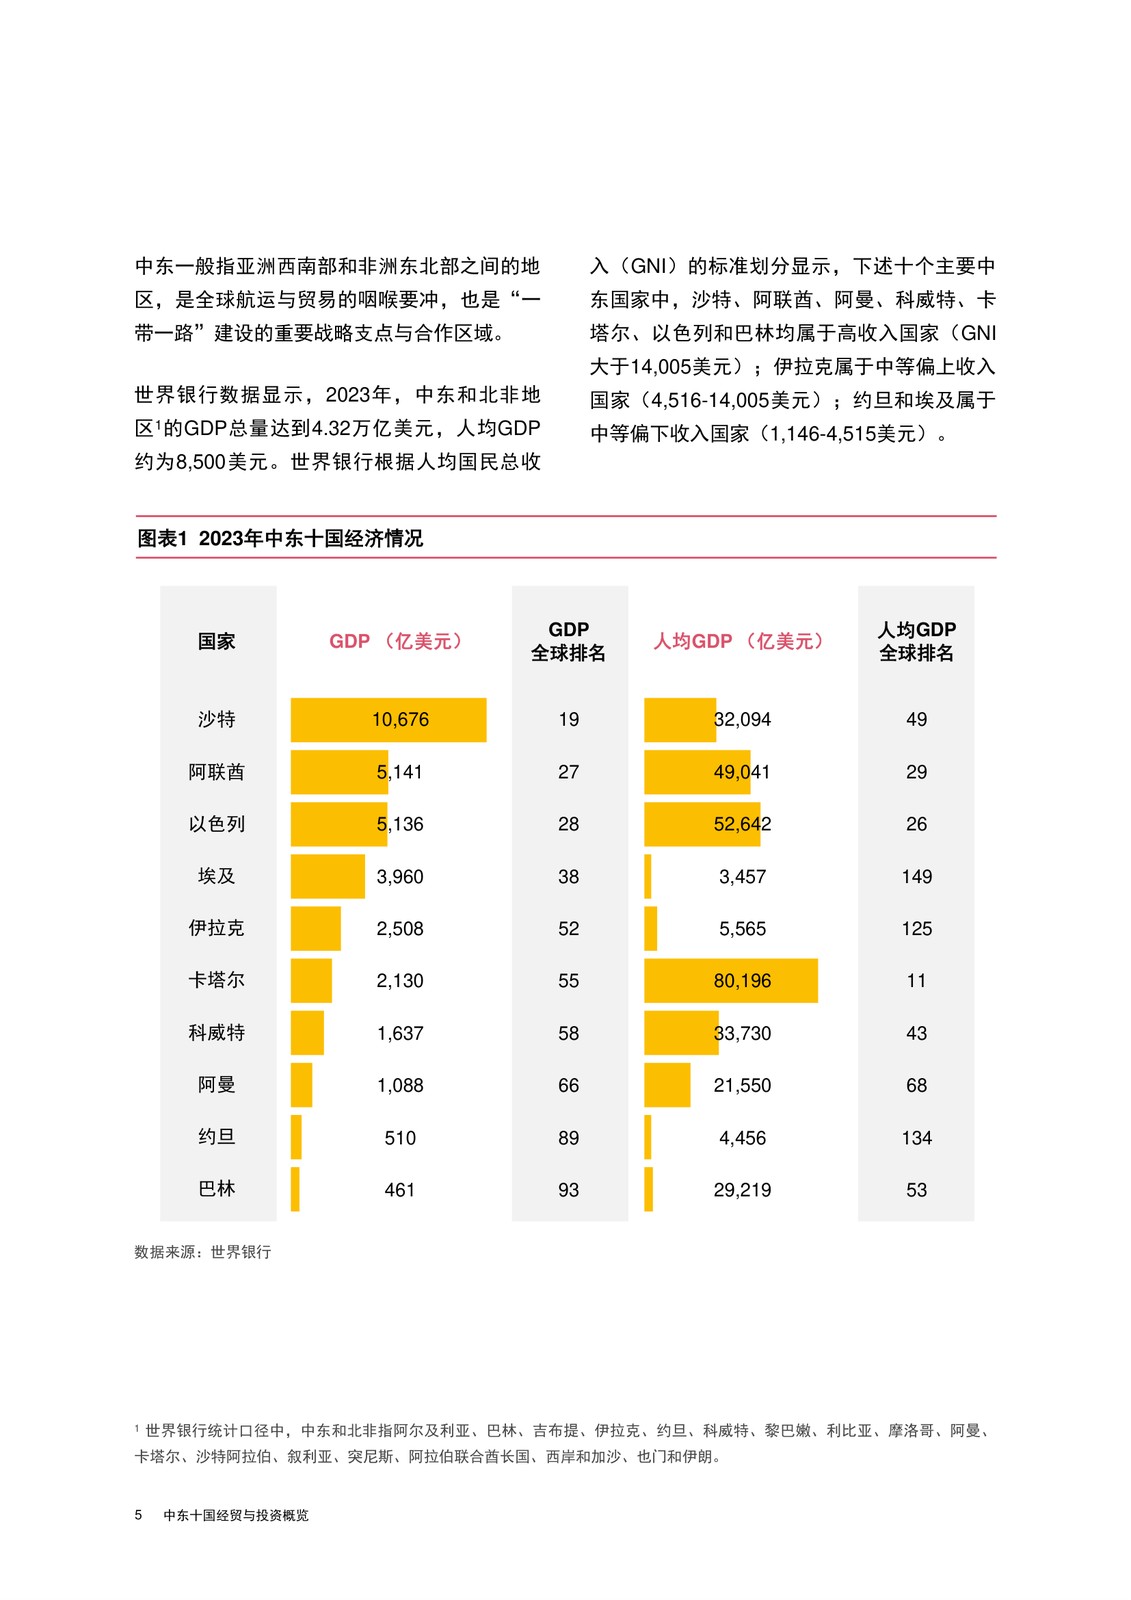 中东一般指亚洲西南部和非洲东北部之间的地
区，是全球航运与贸易的咽喉要冲，也是“一
带一路”建设的重要战略支点与合作区域。
世界银行数据显示，2023年，中东和北非地
区1的GDP总量达到4.32万亿美元，人均GDP
约为8,500美元。世界银行根据人均国民总收
入（GNI）的标准划分显示，下述十个主要中
东国家中，沙特、阿联酋、阿曼、科威特、卡
塔尔、以色列和巴林均属于高收入国家（GNI
大于14,005美元）；伊拉克属于中等偏上收入
国家（4,516-14,005美元）；约旦和埃及属于
中等偏下收入国家（1,146-4,515美元）。
图表1 2023年中东十国经济情况
国家 GDP （亿美元） GDP 全球排名 人均GDP （亿美元） 人均GDP 全球排名
沙特 10,676 19 32,094 49
阿联酋 5,141 27 49,041 29
以色列 5,136 28 52,642 26
埃及 3,960 38 3,457 149
伊拉克 2,508 52 5,565 125
卡塔尔 2,130 55 80,196 11
科威特 1,637 58 33,730 43
阿曼 1,088 66 21,550 68
约旦 510 89 4,456 134
巴林 461 93 29,219 53
数据来源：世界银行
1 世界银行统计口径中，中东和北非指阿尔及利亚、巴林、吉布提、伊拉克、约旦、科威特、黎巴嫩、利比亚、摩洛哥、阿曼、
卡塔尔、沙特阿拉伯、叙利亚、突尼斯、阿拉伯联合酋长国、西岸和加沙、也门和伊朗。
5 中东十国经贸与投资概览